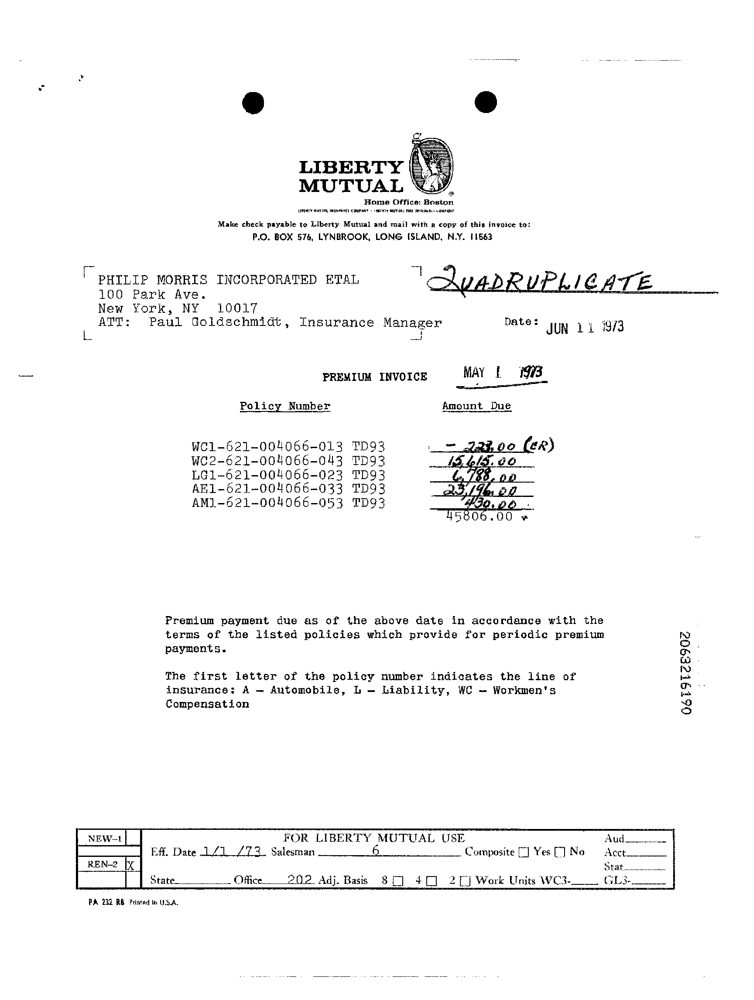 LIBERTY
MUTUAL
®
Home Office: Boston
LIBERTY MUTUAL INSURANCE COMPANY
Make check payable to Liberty Mutual and mail with a copy of this invoice to:
P.O. BOX 576, LYNBROOK, LONG ISLAND, N.Y. 11563
QUADRUPLICATE
PHILIP MORRIS INCORPORATED ETAL
100 Park Ave.
New York, NY 10017
ATT: Paul Goldschmidt, Insurance Manager
Date: JUN 11 1973
PREMIUM INVOICE MAY 1 1973
Policy Number Amount Due
WC1-621-004066-013 TD93 - 223.00 (CR)
WC2-621-004066-043 TD93 15,615.00
LG1-621-004066-023 TD93 6,788.00
AE1-621-004066-033 TD93 23,196.00
AM1-621-004066-053 TD93 430.00
45806.00 *
Premium payment due as of the above date in accordance with the
terms of the listed policies which provide for periodic premium
payments.
The first letter of the policy number indicates the line of
insurance: A – Automobile, L – Liability, WC – Workmen's
Compensation
2063216190
NEW–1 FOR LIBERTY MUTUAL USE Aud.
Eff. Date 1/1 /73 Salesman 6 Composite Yes No Acct.
REN–2 X Stat.
State Office 202 Adj. Basis 8 4 2 Work Units WC3- GL3-
PA 232 R8 Printed in U.S.A.